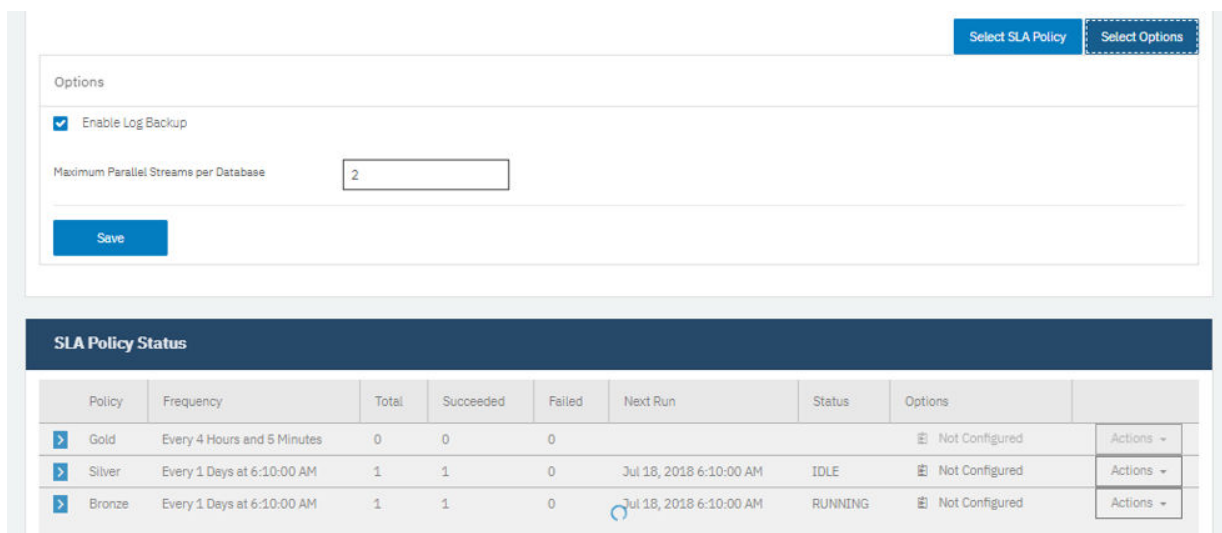 Select SLA Policy Select Options
Options
Enable Log Backup
Maximum Parallel Streams per Database 2
Save
SLA Policy Status
Policy Frequency Total Succeeded Failed Next Run Status Options
Gold Every 4 Hours and 5 Minutes 0 0 0 Not Configured Actions
Silver Every 1 Days at 6:10:00 AM 1 1 0 Jul 18, 2018 6:10:00 AM IDLE Not Configured Actions
Bronze Every 1 Days at 6:10:00 AM 1 1 0 Jul 18, 2018 6:10:00 AM RUNNING Not Configured Actions